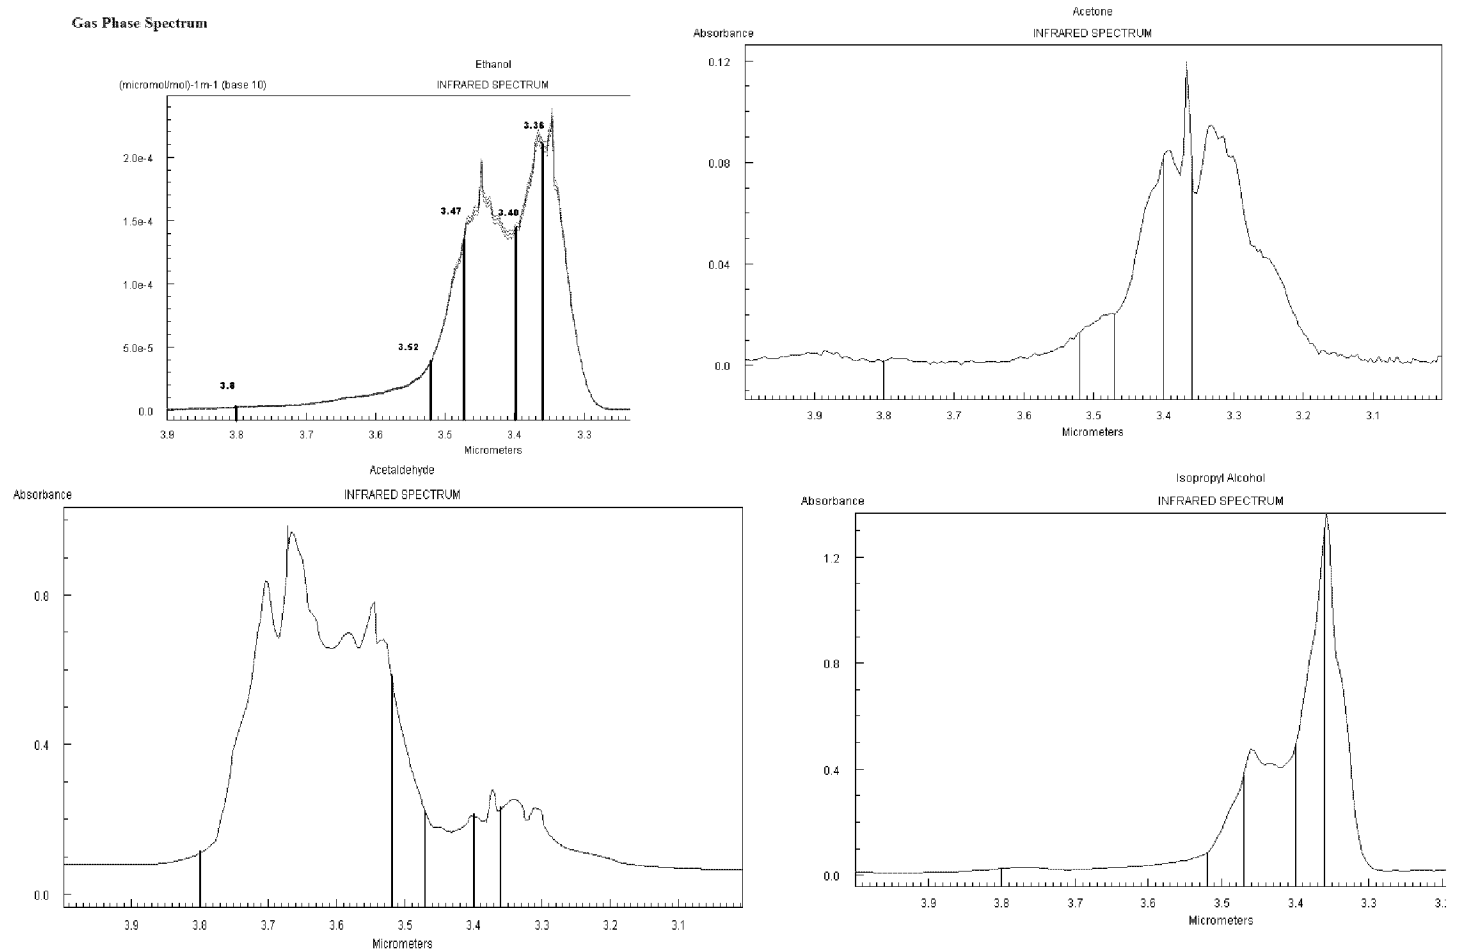 Gas Phase Spectrum
Ethanol
(micromol/mol)-1m-1 (base 10)
INFRARED SPECTRUM
2.0e-4
1.5e-4
1.0e-4
5.0e-5
0.0
3.8
3.52
3.47
3.40
3.36
3.9 3.8 3.7 3.6 3.5 3.4 3.3
Micrometers
Acetone
Absorbance
INFRARED SPECTRUM
0.12
0.08
0.04
0.0
3.9 3.8 3.7 3.6 3.5 3.4 3.3 3.2 3.1
Micrometers
Acetaldehyde
Absorbance
INFRARED SPECTRUM
0.8
0.4
0.0
3.9 3.8 3.7 3.6 3.5 3.4 3.3 3.2 3.1
Micrometers
Isopropyl Alcohol
Absorbance
INFRARED SPECTRUM
1.2
0.8
0.4
0.0
3.9 3.8 3.7 3.6 3.5 3.4 3.3 3.2
Micrometers